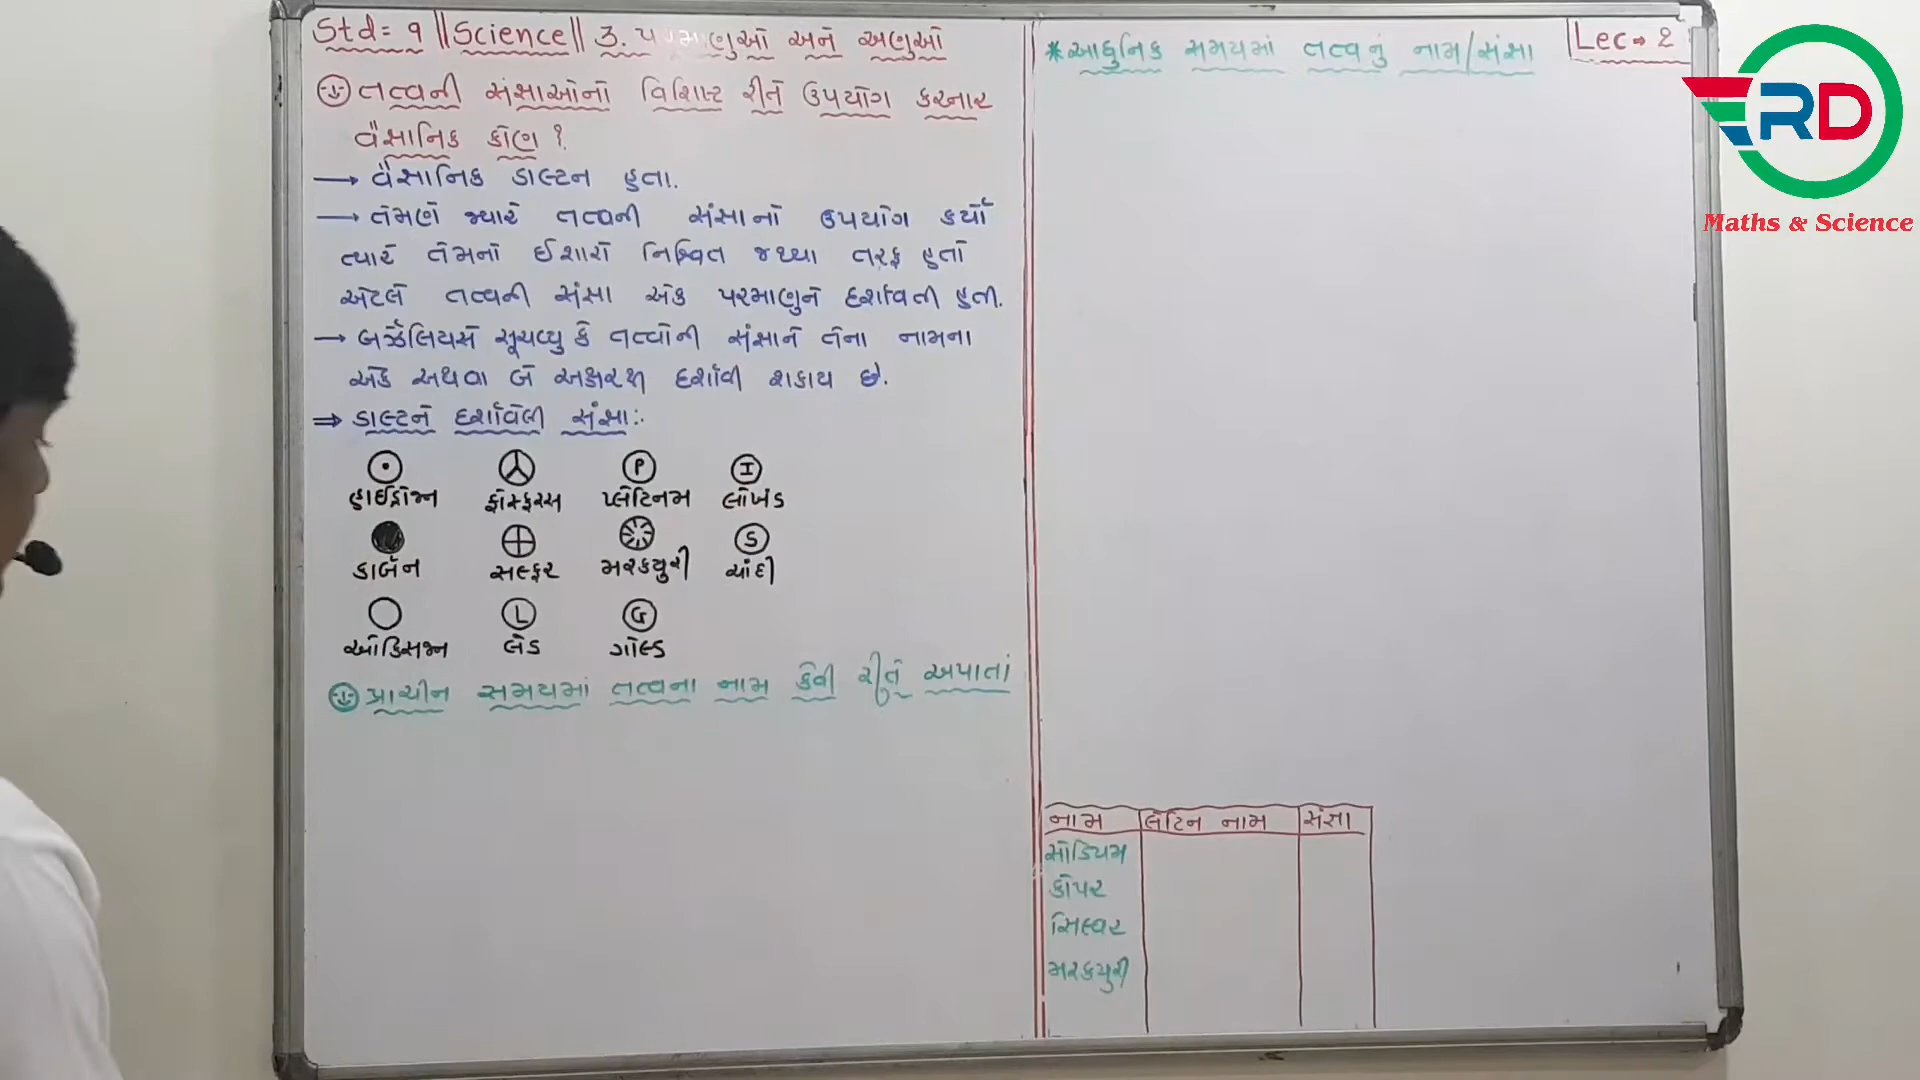 Std = 9 || Science || 3. પરમાણુઓ અને અણુઓ
તત્વની સંજ્ઞાઓનો વિશિષ્ટ રીતે ઉપયોગ કરનાર
વૈજ્ઞાનિક કોણ ?
→ વૈજ્ઞાનિક ડાલ્ટન હતા.
→ તેમણે જ્યારે તત્વની સંજ્ઞાનો ઉપયોગ કર્યો
ત્યારે તેમનો ઈશારો નિશ્ચિત જથ્થા તરફ હતો
એટલે તત્વની સંજ્ઞા એક પરમાણુને દર્શાવતી હતી.
→ બર્ઝેલિયસે સૂચવ્યુ કે તત્વોની સંજ્ઞાને તેના નામના
એક અથવા બે અક્ષરથી દર્શાવી શકાય છે.
⇒ ડાલ્ટને દર્શાવેલી સંજ્ઞા:-
P I
હાઈડ્રોજન ફોસ્ફરસ પ્લેટિનમ લોખંડ
S
કાર્બન સલ્ફર મરક્યુરી ચાંદી
L G
ઓક્સિજન લેડ ગોલ્ડ
પ્રાચીન સમયમાં તત્વના નામ કેવી રીતે અપાતાં
* આધુનિક સમયમાં તત્વનું નામ/સંજ્ઞા
Lec → 2
RD
Maths & Science
નામ લેટિન નામ સંજ્ઞા
સોડિયમ
કોપર
સિલ્વર
મરક્યુરી